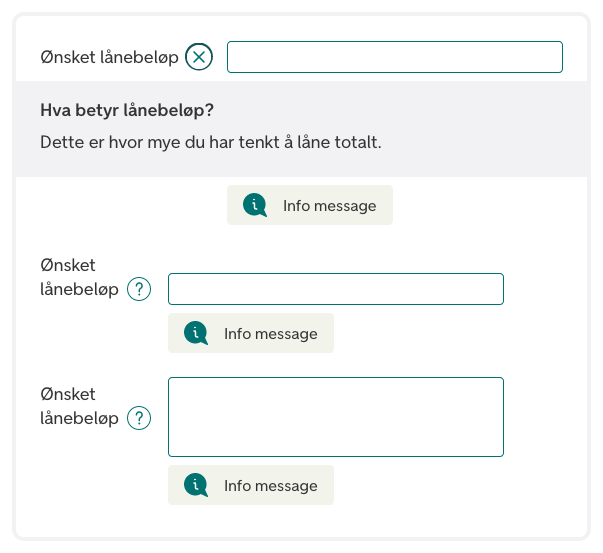 Ønsket lånebeløp
Hva betyr lånebeløp?
Dette er hvor mye du har tenkt å låne totalt.
i Info message
Ønsket
lånebeløp ?
i Info message
Ønsket
lånebeløp ?
i Info message